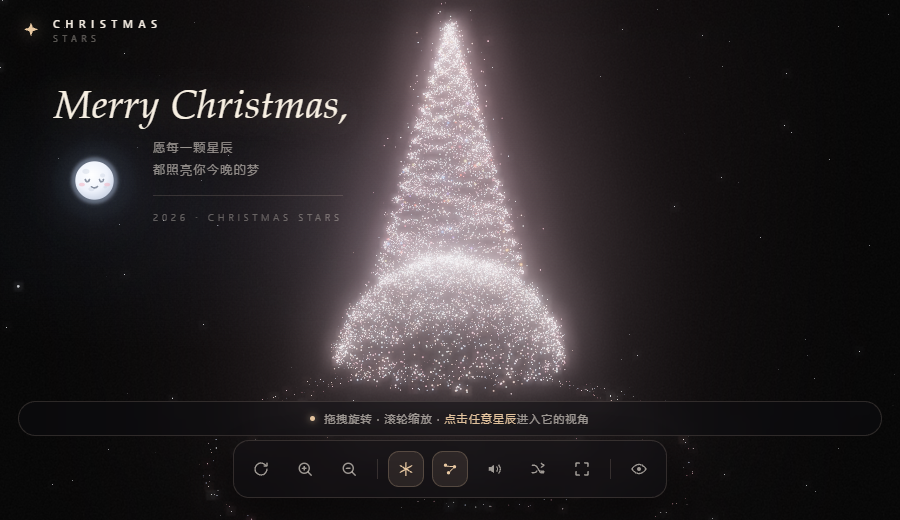 CHRISTMAS
STARS
Merry Christmas,
愿每一颗星辰
都照亮你今晚的梦
2026 · CHRISTMAS STARS
拖拽旋转 · 滚轮缩放 · 点击任意星辰进入它的视角